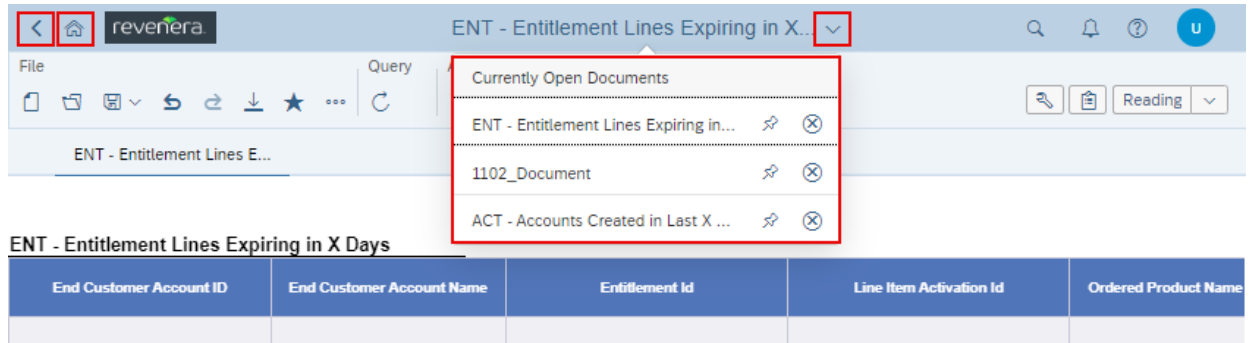 revenera.
ENT - Entitlement Lines Expiring in X...
U
File
Query
Reading
Currently Open Documents
ENT - Entitlement Lines Expiring in...
1102_Document
ACT - Accounts Created in Last X ...
ENT - Entitlement Lines E...
ENT - Entitlement Lines Expiring in X Days
End Customer Account ID
End Customer Account Name
Entitlement Id
Line Item Activation Id
Ordered Product Name